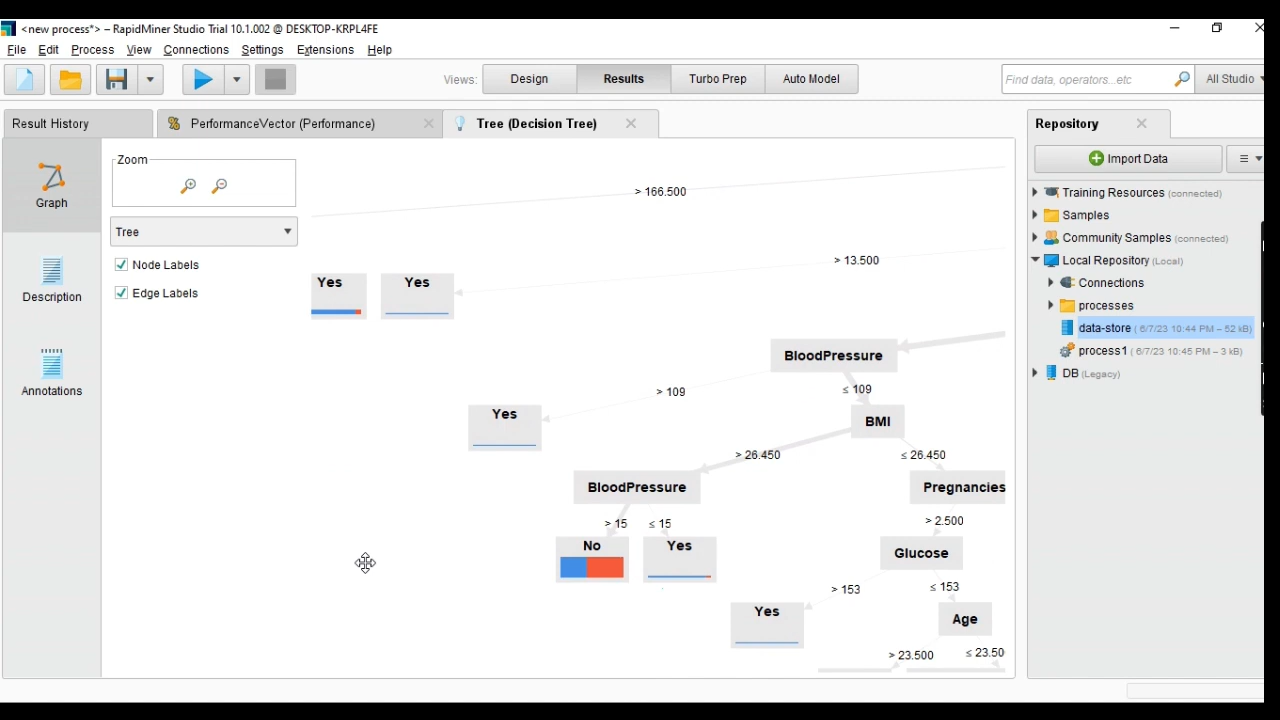 <new process*> – RapidMiner Studio Trial 10.1.002 @ DESKTOP-KRPL4FE
File Edit Process View Connections Settings Extensions Help
Views: Design Results Turbo Prep Auto Model Find data, operators...etc All Studio
Result History PerformanceVector (Performance) Tree (Decision Tree) Repository
Zoom
Graph
Tree
Node Labels
Edge Labels
Description
Annotations
> 166.500
> 13.500
Yes Yes
BloodPressure
> 109 ≤ 109
Yes BMI
> 26.450 ≤ 26.450
BloodPressure Pregnancies
> 15 ≤ 15 > 2.500
No Yes Glucose
> 153 ≤ 153
Yes Age
> 23.500 ≤ 23.50
Import Data
Training Resources (connected)
Samples
Community Samples (connected)
Local Repository (Local)
Connections
processes
data-store (6/7/23 10:44 PM – 52 kB)
process1 (6/7/23 10:45 PM – 3 kB)
DB (Legacy)